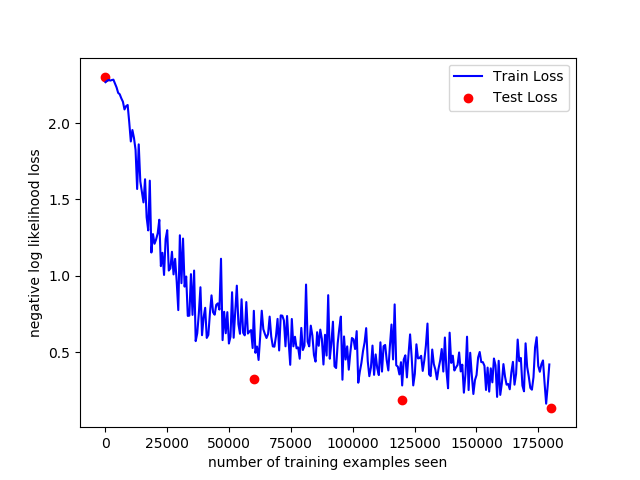 Train Loss
Test Loss
negative log likelihood loss
2.0
1.5
1.0
0.5
0 25000 50000 75000 100000 125000 150000 175000
number of training examples seen